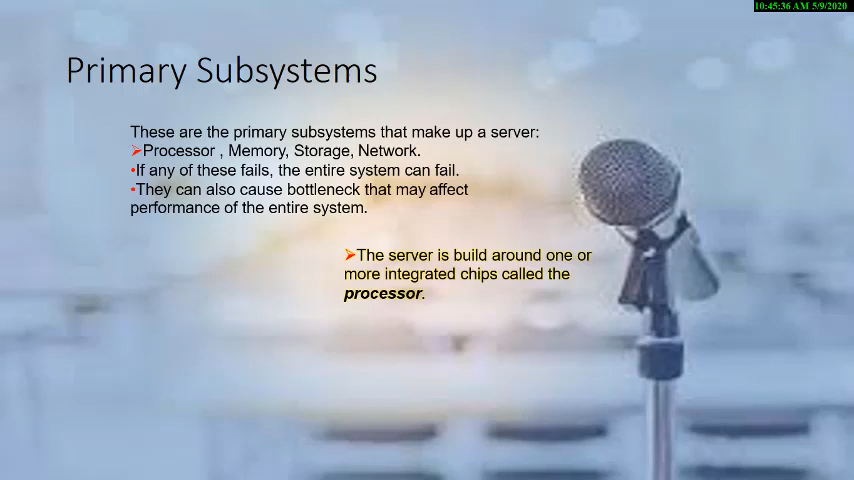 10:45:36 AM 5/9/2020
Primary Subsystems
These are the primary subsystems that make up a server:
➢Processor , Memory, Storage, Network.
•If any of these fails, the entire system can fail.
•They can also cause bottleneck that may affect
performance of the entire system.
➢The server is build around one or
more integrated chips called the
processor.